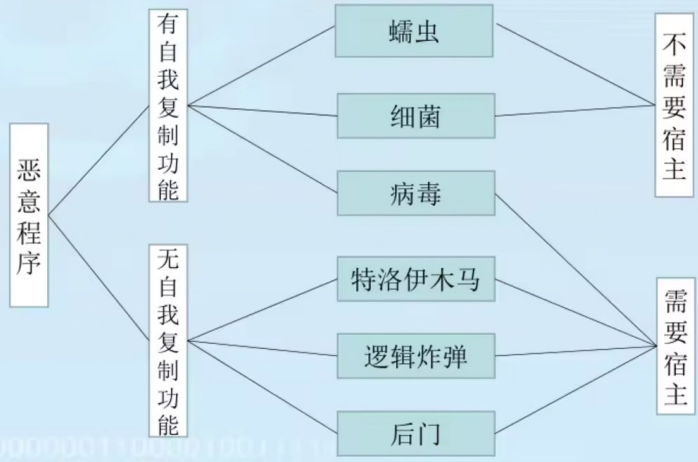 恶意程序
有自我复制功能
无自我复制功能
蠕虫
细菌
病毒
特洛伊木马
逻辑炸弹
后门
不需要宿主
需要宿主